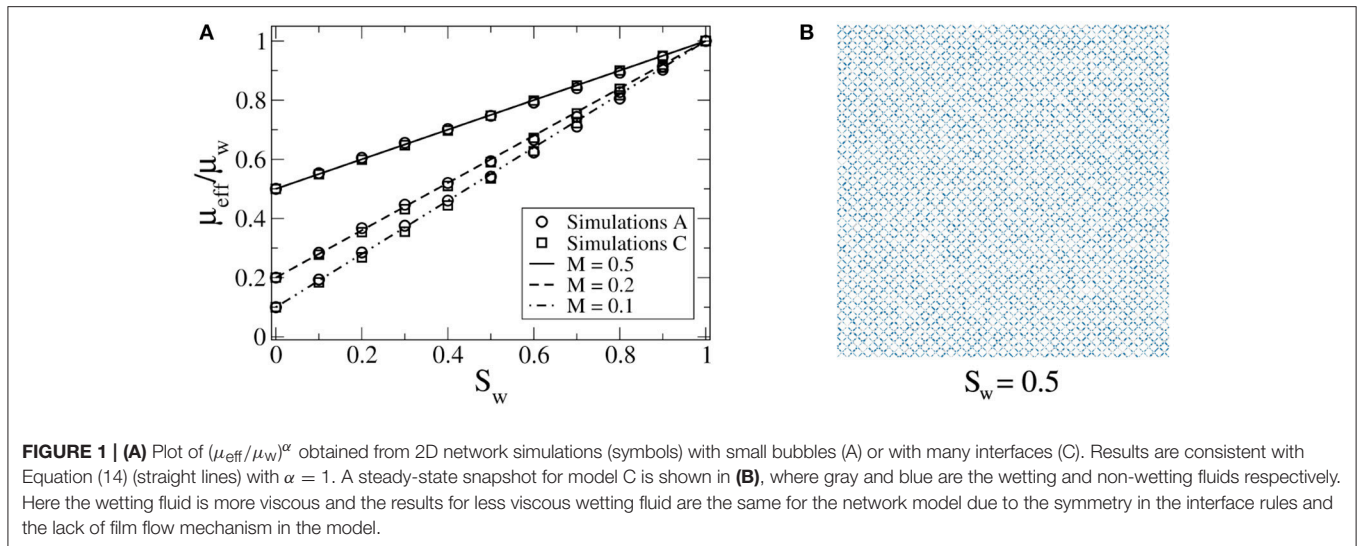 A
B
μeff/μw
1
0.8
0.6
0.4
0.2
0
0
0.2
0.4
0.6
0.8
1
Sw
Simulations A
Simulations C
M = 0.5
M = 0.2
M = 0.1
Sw = 0.5
FIGURE 1 | (A) Plot of (μeff/μw)α obtained from 2D network simulations (symbols) with small bubbles (A) or with many interfaces (C). Results are consistent with
Equation (14) (straight lines) with α = 1. A steady-state snapshot for model C is shown in (B), where gray and blue are the wetting and non-wetting fluids respectively.
Here the wetting fluid is more viscous and the results for less viscous wetting fluid are the same for the network model due to the symmetry in the interface rules and
the lack of film flow mechanism in the model.